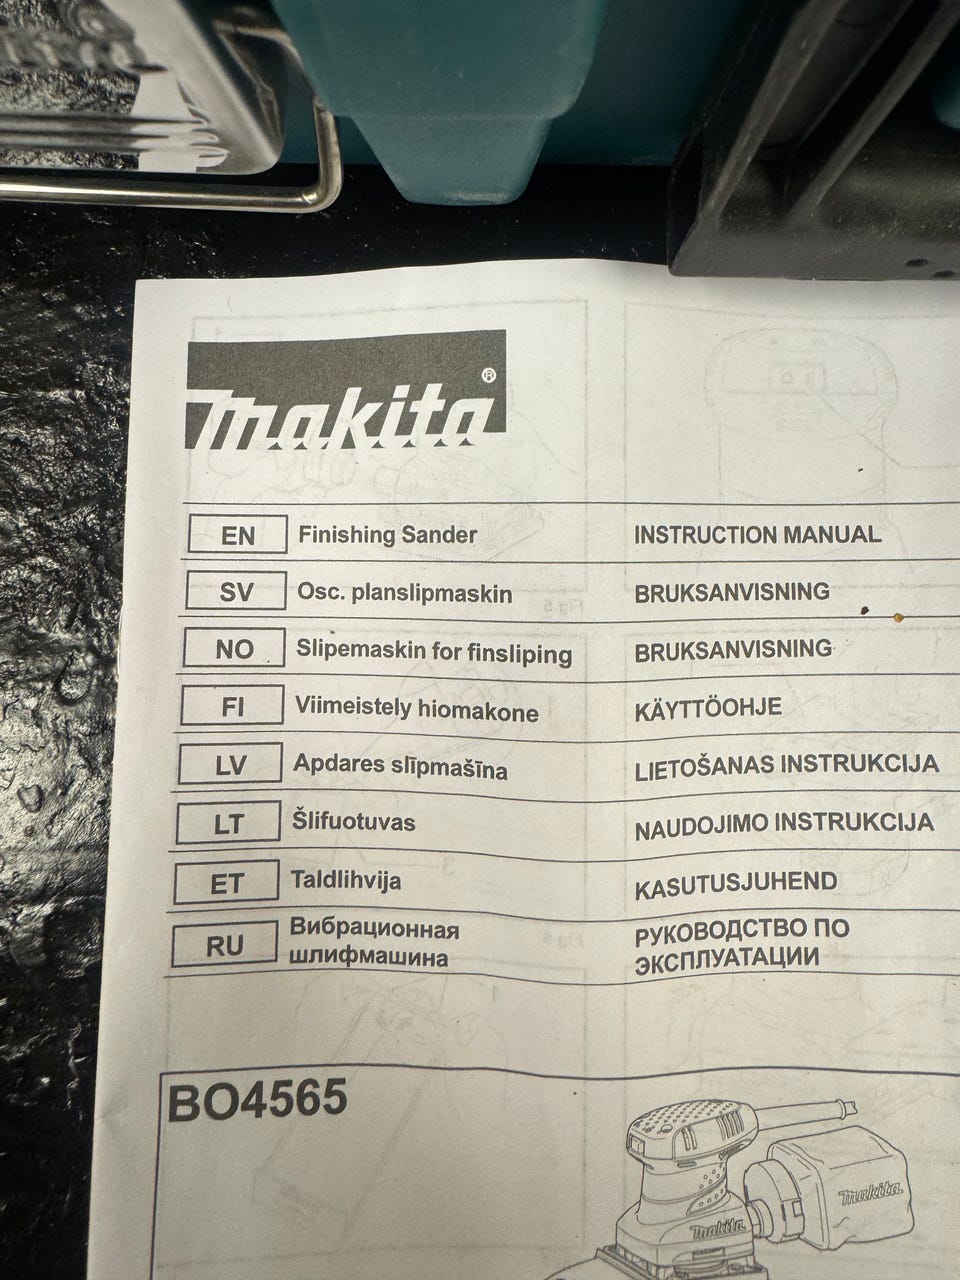 makita®
EN Finishing Sander INSTRUCTION MANUAL
SV Osc. planslipmaskin BRUKSANVISNING
NO Slipemaskin for finsliping BRUKSANVISNING
FI Viimeistely hiomakone KÄYTTÖOHJE
LV Apdares slīpmašīna LIETOŠANAS INSTRUKCIJA
LT Šlifuotuvas NAUDOJIMO INSTRUKCIJA
ET Taldlihvija KASUTUSJUHEND
RU Вибрационная шлифмашина РУКОВОДСТВО ПО ЭКСПЛУАТАЦИИ
BO4565
makita
makita